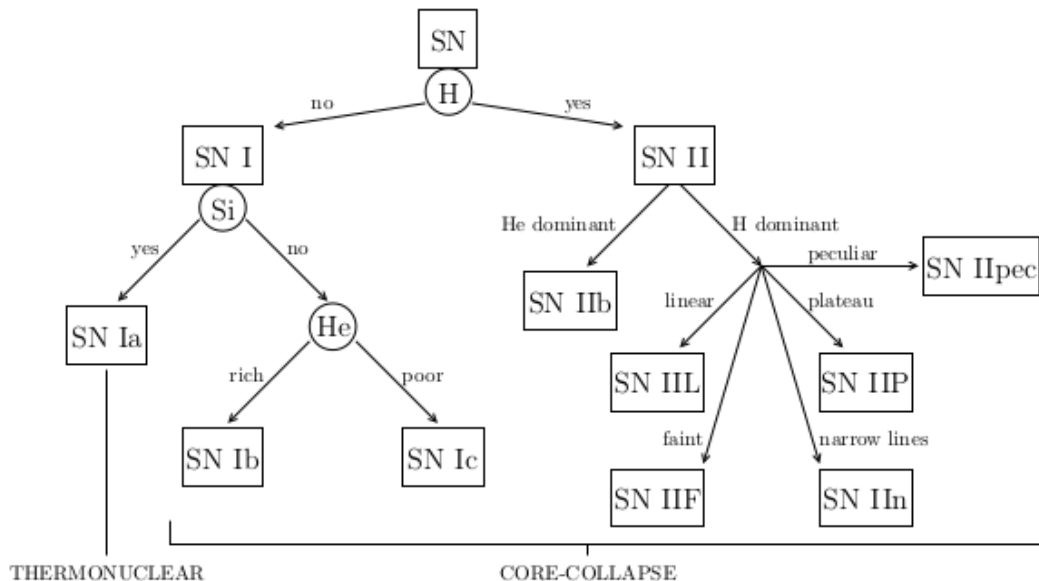 SN
H
no
yes
SN I
SN II
Si
He dominant
H dominant
yes
no
peculiar
SN IIpec
SN Ia
He
SN IIb
linear
plateau
rich
poor
SN IIL
SN IIP
SN Ib
SN Ic
faint
narrow lines
SN IIF
SN IIn
THERMONUCLEAR
CORE-COLLAPSE